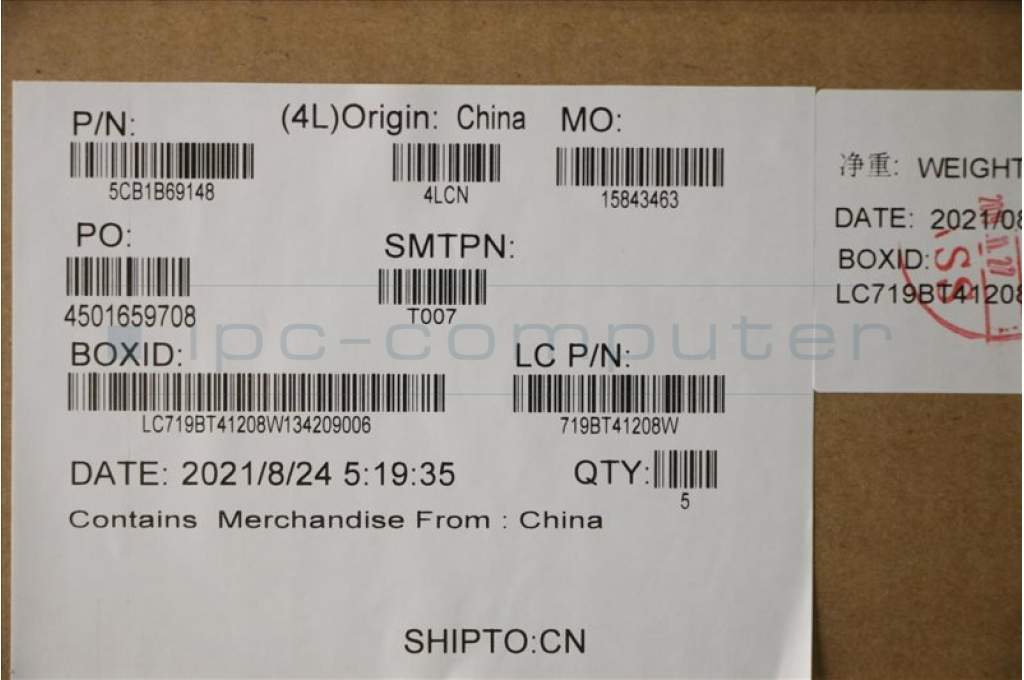 P/N: (4L)Origin: China MO:
5CB1B69148 4LCN 15843463
PO: SMTPN:
4501659708 T007
ipc-computer
BOXID: LC P/N:
LC719BT41208W134209006 719BT41208W
DATE: 2021/8/24 5:19:35 QTY:
5
Contains Merchandise From : China
SHIPTO:CN
净重: WEIGHT
DATE: 2021/08
BOXID:
LC719BT41208